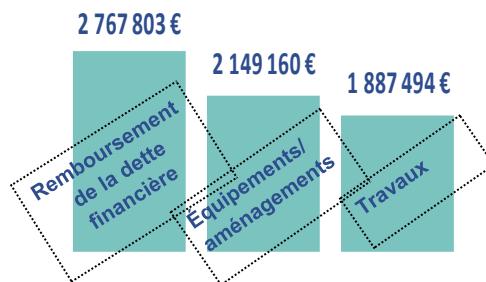 2 767 803 €
2 149 160 €
1 887 494 €
Remboursement
de la dette
financière
Équipements/
aménagements
Travaux